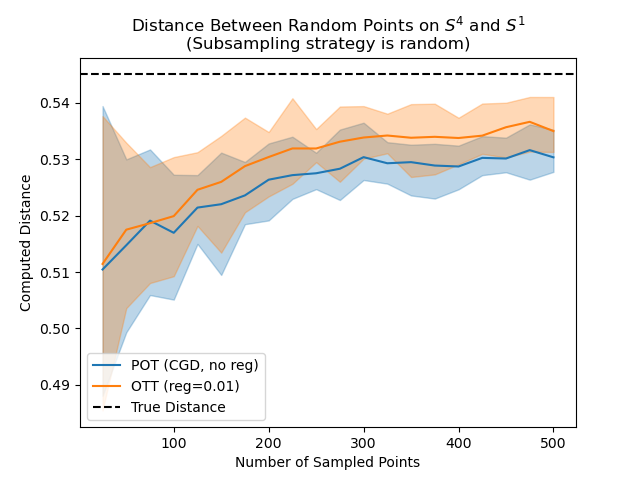 Distance Between Random Points on $S^4$ and $S^1$
(Subsampling strategy is random)
0.54
0.53
0.52
0.51
0.50
0.49
Computed Distance
POT (CGD, no reg)
OTT (reg=0.01)
True Distance
100 200 300 400 500
Number of Sampled Points